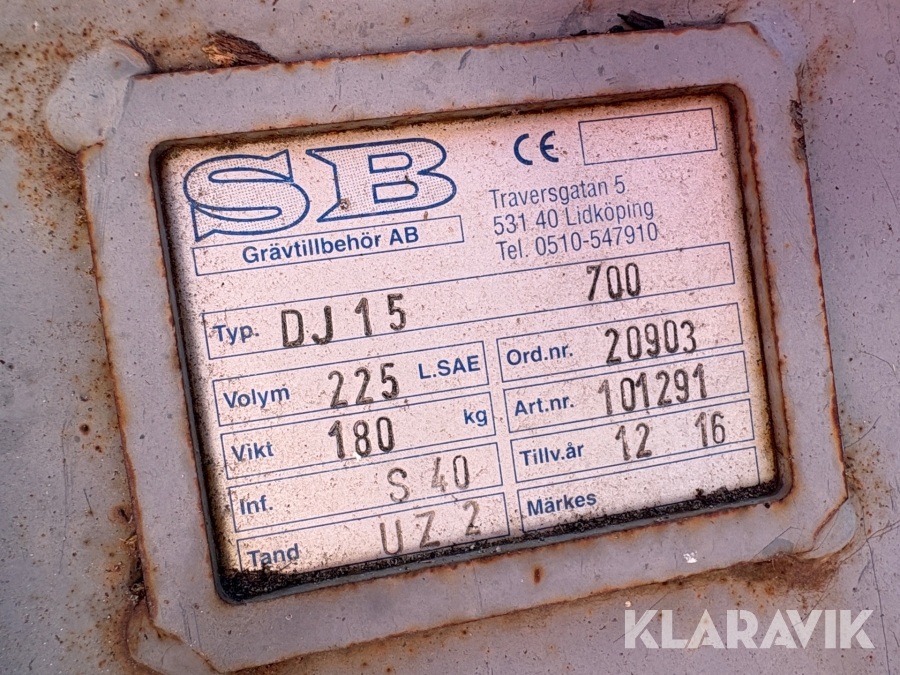 SB
Grävtillbehör AB
CE
Traversgatan 5
531 40 Lidköping
Tel. 0510-547910
Typ. DJ 15 700
Volym 225 L.SAE
Ord.nr. 20903
Vikt 180 kg
Art.nr. 101291
Inf. S 40
Tillv.år 12 16
Tand UZ 2
Märkes
KLARAVIK